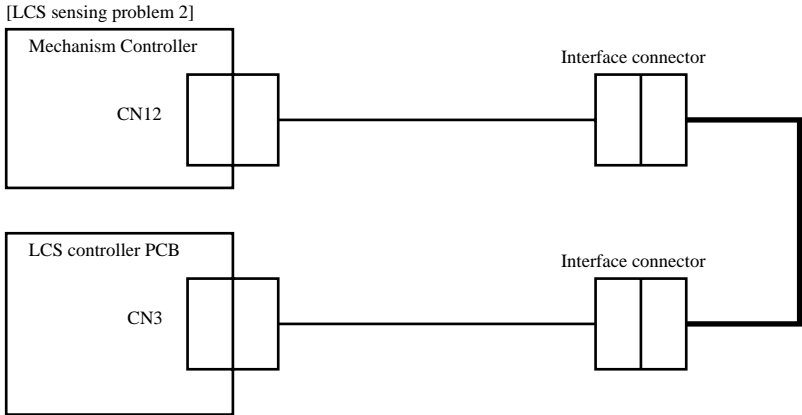 [LCS sensing problem 2]
Mechanism Controller
Interface connector
CN12
LCS controller PCB
Interface connector
CN3